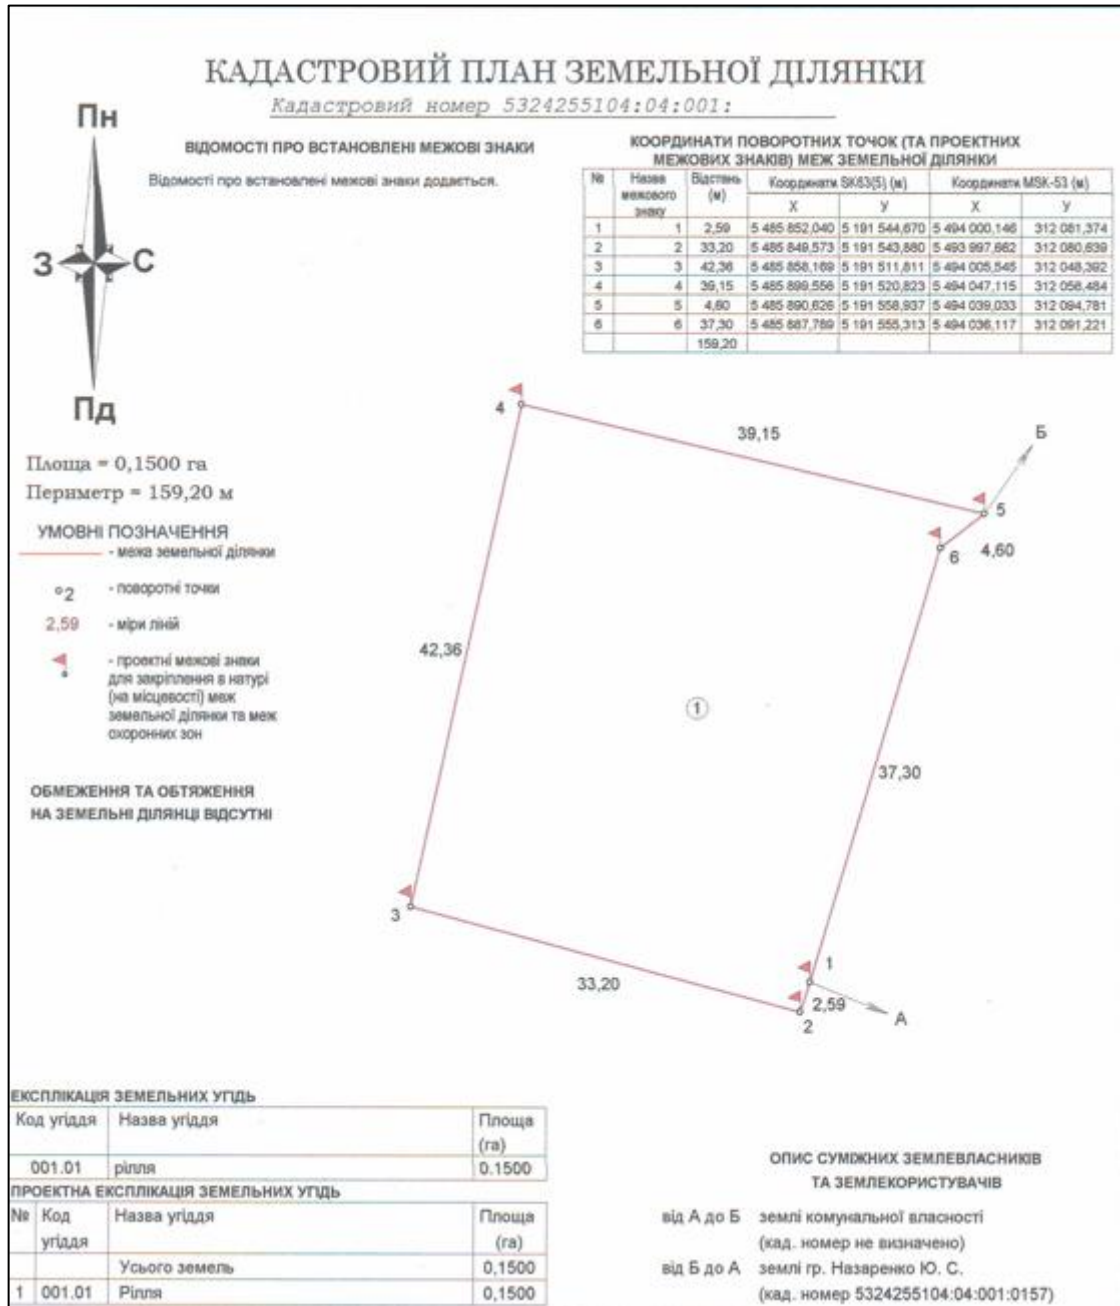 КАДАСТРОВИЙ ПЛАН ЗЕМЕЛЬНОЇ ДІЛЯНКИ
Кадастровий номер 5324255104:04:001:
Пн
З С
Пд
ВІДОМОСТІ ПРО ВСТАНОВЛЕНІ МЕЖОВІ ЗНАКИ
Відомості про встановлені межові знаки додається.
КООРДИНАТИ ПОВОРОТНИХ ТОЧОК (ТА ПРОЕКТНИХ
МЕЖОВИХ ЗНАКІВ) МЕЖ ЗЕМЕЛЬНОЇ ДІЛЯНКИ
№ Назва межового знаку Відстань (м) Координати SK63(5) (м) Координати MSK-53 (м)
X У X У
1 1 2,59 5 485 852,040 5 191 544,670 5 494 000,146 312 081,374
2 2 33,20 5 485 849,573 5 191 543,880 5 493 997,662 312 080,639
3 3 42,36 5 485 858,169 5 191 511,811 5 494 005,545 312 048,392
4 4 39,15 5 485 899,556 5 191 520,823 5 494 047,115 312 056,484
5 5 4,60 5 485 890,626 5 191 558,937 5 494 039,033 312 094,781
6 6 37,30 5 485 887,789 5 191 555,313 5 494 036,117 312 091,221
159,20
Площа = 0,1500 га
Периметр = 159,20 м
УМОВНІ ПОЗНАЧЕННЯ
- межа земельної ділянки
2 - поворотні точки
2,59 - міри ліній
- проектні межові знаки
для закріплення в натурі
(на місцевості) меж
земельної ділянки та меж
охоронних зон
ОБМЕЖЕННЯ ТА ОБТЯЖЕННЯ
НА ЗЕМЕЛЬНІ ДІЛЯНЦІ ВІДСУТНІ
4
39,15
Б
5
4,60
6
42,36
1
37,30
3
33,20
1
2,59
2
А
ЕКСПЛІКАЦІЯ ЗЕМЕЛЬНИХ УГІДЬ
Код угіддя Назва угіддя Площа
(га)
001.01 рілля 0.1500
ПРОЕКТНА ЕКСПЛІКАЦІЯ ЗЕМЕЛЬНИХ УГІДЬ
№ Код Назва угіддя Площа
угіддя (га)
Усього земель 0,1500
1 001.01 Рілля 0,1500
ОПИС СУМІЖНИХ ЗЕМЛЕВЛАСНИКІВ
ТА ЗЕМЛЕКОРИСТУВАЧІВ
від А до Б землі комунальної власності
(кад. номер не визначено)
від Б до А землі гр. Назаренко Ю. С.
(кад. номер 5324255104:04:001:0157)